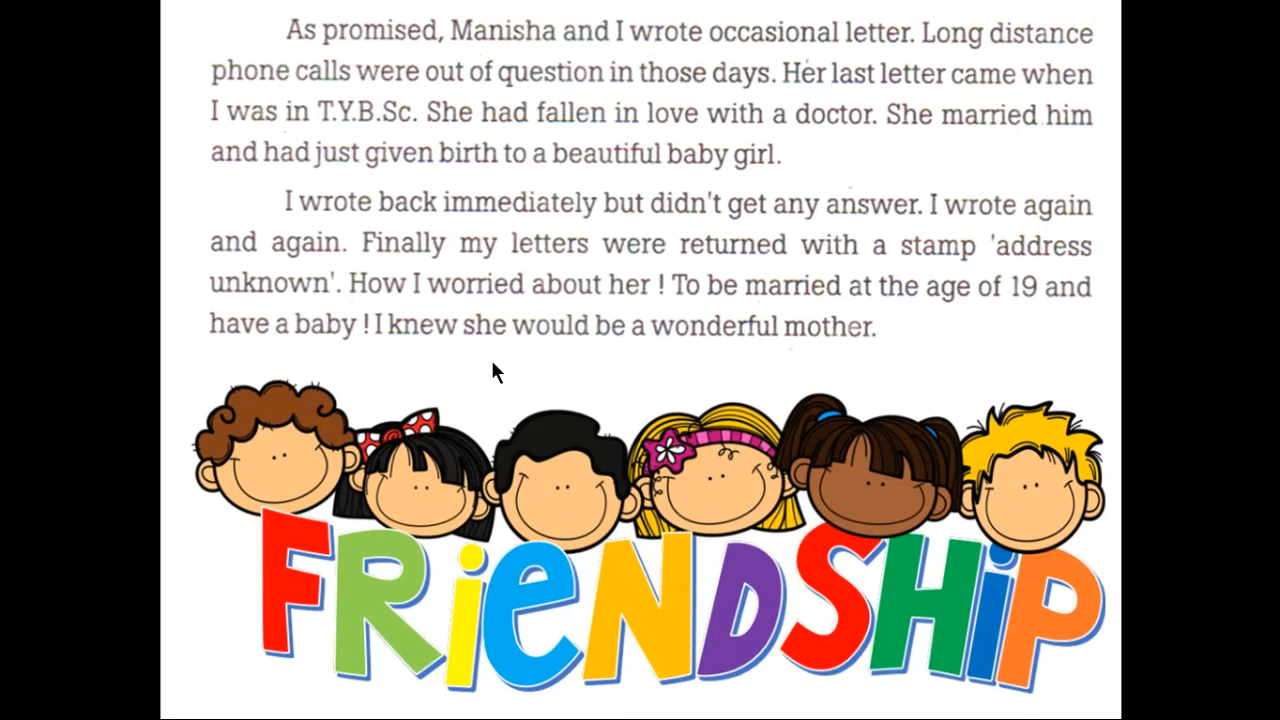 As promised, Manisha and I wrote occasional letter. Long distance
phone calls were out of question in those days. Her last letter came when
I was in T.Y.B.Sc. She had fallen in love with a doctor. She married him
and had just given birth to a beautiful baby girl.
I wrote back immediately but didn't get any answer. I wrote again
and again. Finally my letters were returned with a stamp 'address
unknown'. How I worried about her ! To be married at the age of 19 and
have a baby ! I knew she would be a wonderful mother.
FRiENDSHiP